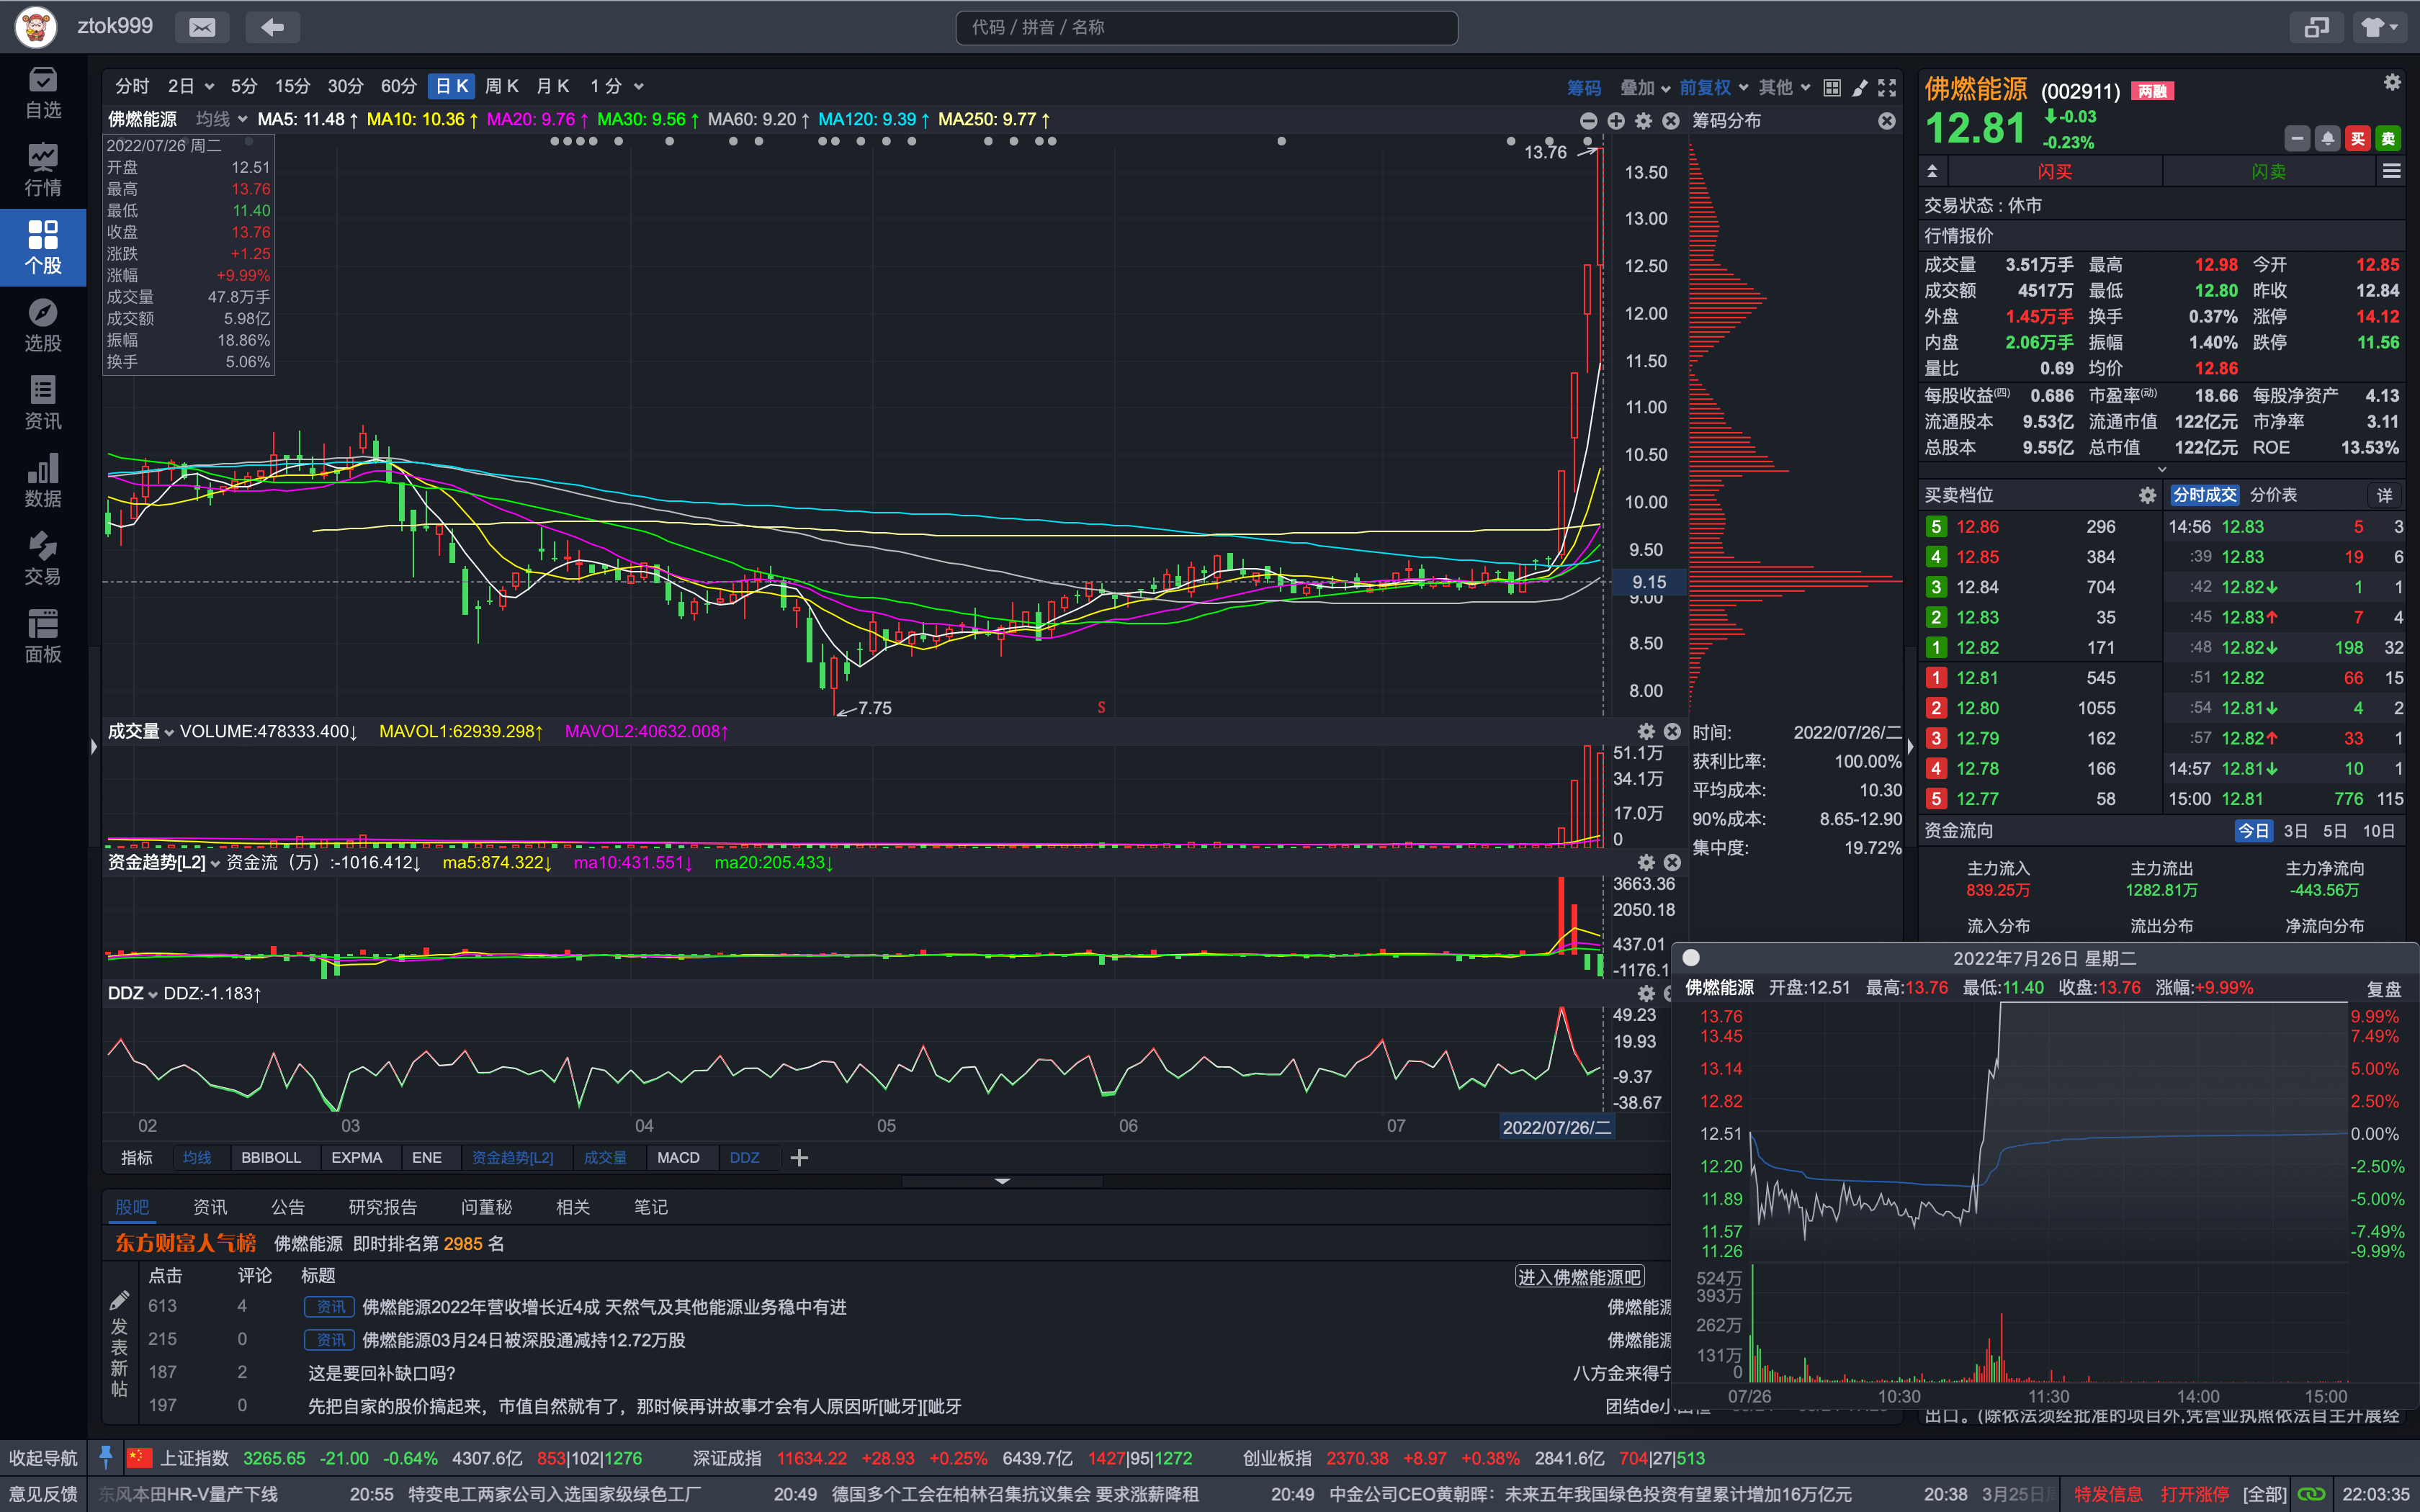 ztok999
代码 / 拼音 / 名称
自选
行情
个股
选股
资讯
数据
交易
面板
分时 2日 5分 15分 30分 60分 日K 周K 月K 1分 筹码 叠加 前复权 其他
佛燃能源 均线 MA5: 11.48↑ MA10: 10.36↑ MA20: 9.76↑ MA30: 9.56↑ MA60: 9.20↑ MA120: 9.39↑ MA250: 9.77↑
筹码分布
2022/07/26 周二
开盘 12.51
最高 13.76
最低 11.40
收盘 13.76
涨跌 +1.25
涨幅 +9.99%
成交量 47.8万手
成交额 5.98亿
振幅 18.86%
换手 5.06%
13.76
13.50
13.00
12.50
12.00
11.50
11.00
10.50
10.00
9.50
9.15
9.00
8.50
8.00
7.75
S
成交量 VOLUME:478333.400↓ MAVOL1:62939.298↑ MAVOL2:40632.008↑
51.1万
34.1万
17.0万
0
时间: 2022/07/26/二
获利比率: 100.00%
平均成本: 10.30
90%成本: 8.65-12.90
集中度: 19.72%
资金趋势[L2] 资金流（万）:-1016.412↓ ma5:874.322↓ ma10:431.551↓ ma20:205.433↓
3663.36
2050.18
437.01
-1176.1
DDZ DDZ:-1.183↑
49.23
19.93
-9.37
-38.67
02 03 04 05 06 07 2022/07/26/二
指标 均线 BBIBOLL EXPMA ENE 资金趋势[L2] 成交量 MACD DDZ
股吧 资讯 公告 研究报告 问董秘 相关 笔记
东方财富人气榜 佛燃能源 即时排名第 2985 名
点击 评论 标题 进入佛燃能源吧
613 4 资讯 佛燃能源2022年营收增长近4成 天然气及其他能源业务稳中有进 佛燃能源
215 0 资讯 佛燃能源03月24日被深股通减持12.72万股 佛燃能源
187 2 这是要回补缺口吗? 八方金来得宁
197 0 先把自家的股价搞起来，市值自然就有了，那时候再讲故事才会有人原因听[呲牙][呲牙 团结de小
发表新帖
佛燃能源 (002911) 两融
12.81 -0.03
-0.23%
买 卖
闪买 闪卖
交易状态 : 休市
行情报价
成交量 3.51万手 最高 12.98 今开 12.85
成交额 4517万 最低 12.80 昨收 12.84
外盘 1.45万手 换手 0.37% 涨停 14.12
内盘 2.06万手 振幅 1.40% 跌停 11.56
量比 0.69 均价 12.86
每股收益(四) 0.686 市盈率(动) 18.66 每股净资产 4.13
流通股本 9.53亿 流通市值 122亿元 市净率 3.11
总股本 9.55亿 总市值 122亿元 ROE 13.53%
买卖档位 分时成交 分价表 详
5 12.86 296 14:56 12.83 5 3
4 12.85 384 :39 12.83 19 6
3 12.84 704 :42 12.82↓ 1 1
2 12.83 35 :45 12.83↑ 7 4
1 12.82 171 :48 12.82↓ 198 32
1 12.81 545 :51 12.82 66 15
2 12.80 1055 :54 12.81↓ 4 2
3 12.79 162 :57 12.82↑ 33 1
4 12.78 166 14:57 12.81↓ 10 1
5 12.77 58 15:00 12.81 776 115
资金流向 今日 3日 5日 10日
主力流入 主力流出 主力净流向
839.25万 1282.81万 -443.56万
流入分布 流出分布 净流向分布
2022年7月26日 星期二
佛燃能源 开盘:12.51 最高:13.76 最低:11.40 收盘:13.76 涨幅:+9.99% 复盘
13.76 9.99%
13.45 7.49%
13.14 5.00%
12.82 2.50%
12.51 0.00%
12.20 -2.50%
11.89 -5.00%
11.57 -7.49%
11.26 -9.99%
524万
393万
262万
131万
0
07/26 10:30 11:30 14:00 15:00
出口。(除依法须经批准的项目外,凭营业执照依法自主开展经
收起导航 上证指数 3265.65 -21.00 -0.64% 4307.6亿 853|102|1276 深证成指 11634.22 +28.93 +0.25% 6439.7亿 1427|95|1272 创业板指 2370.38 +8.97 +0.38% 2841.6亿 704|27|513
意见反馈 东风本田HR-V量产下线 20:55 特变电工两家公司入选国家级绿色工厂 20:49 德国多个工会在柏林召集抗议集会 要求涨薪降租 20:49 中金公司CEO黄朝晖：未来五年我国绿色投资有望累计增加16万亿元 20:38 3月25日 特发信息 打开涨停 [全部] 22:03:35